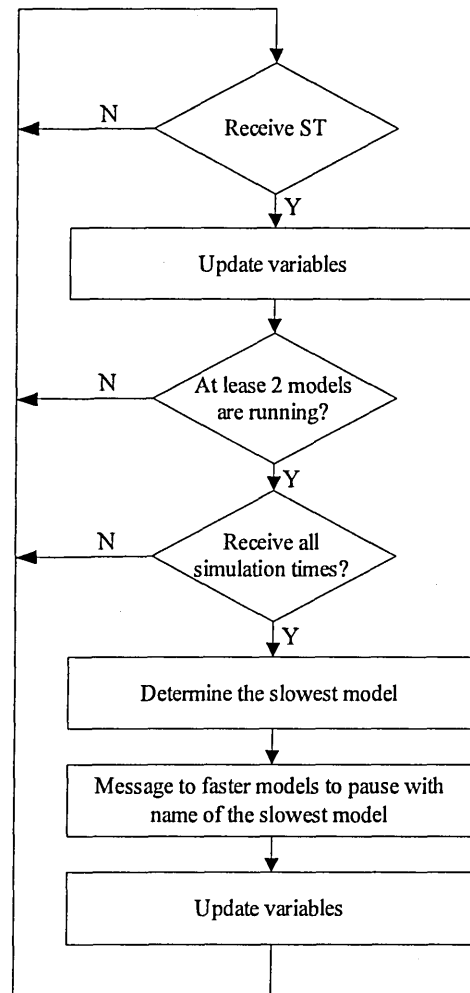 N
Receive ST
Y
Update variables
N
At lease 2 models
are running?
Y
N
Receive all
simulation times?
Y
Determine the slowest model
Message to faster models to pause with
name of the slowest model
Update variables